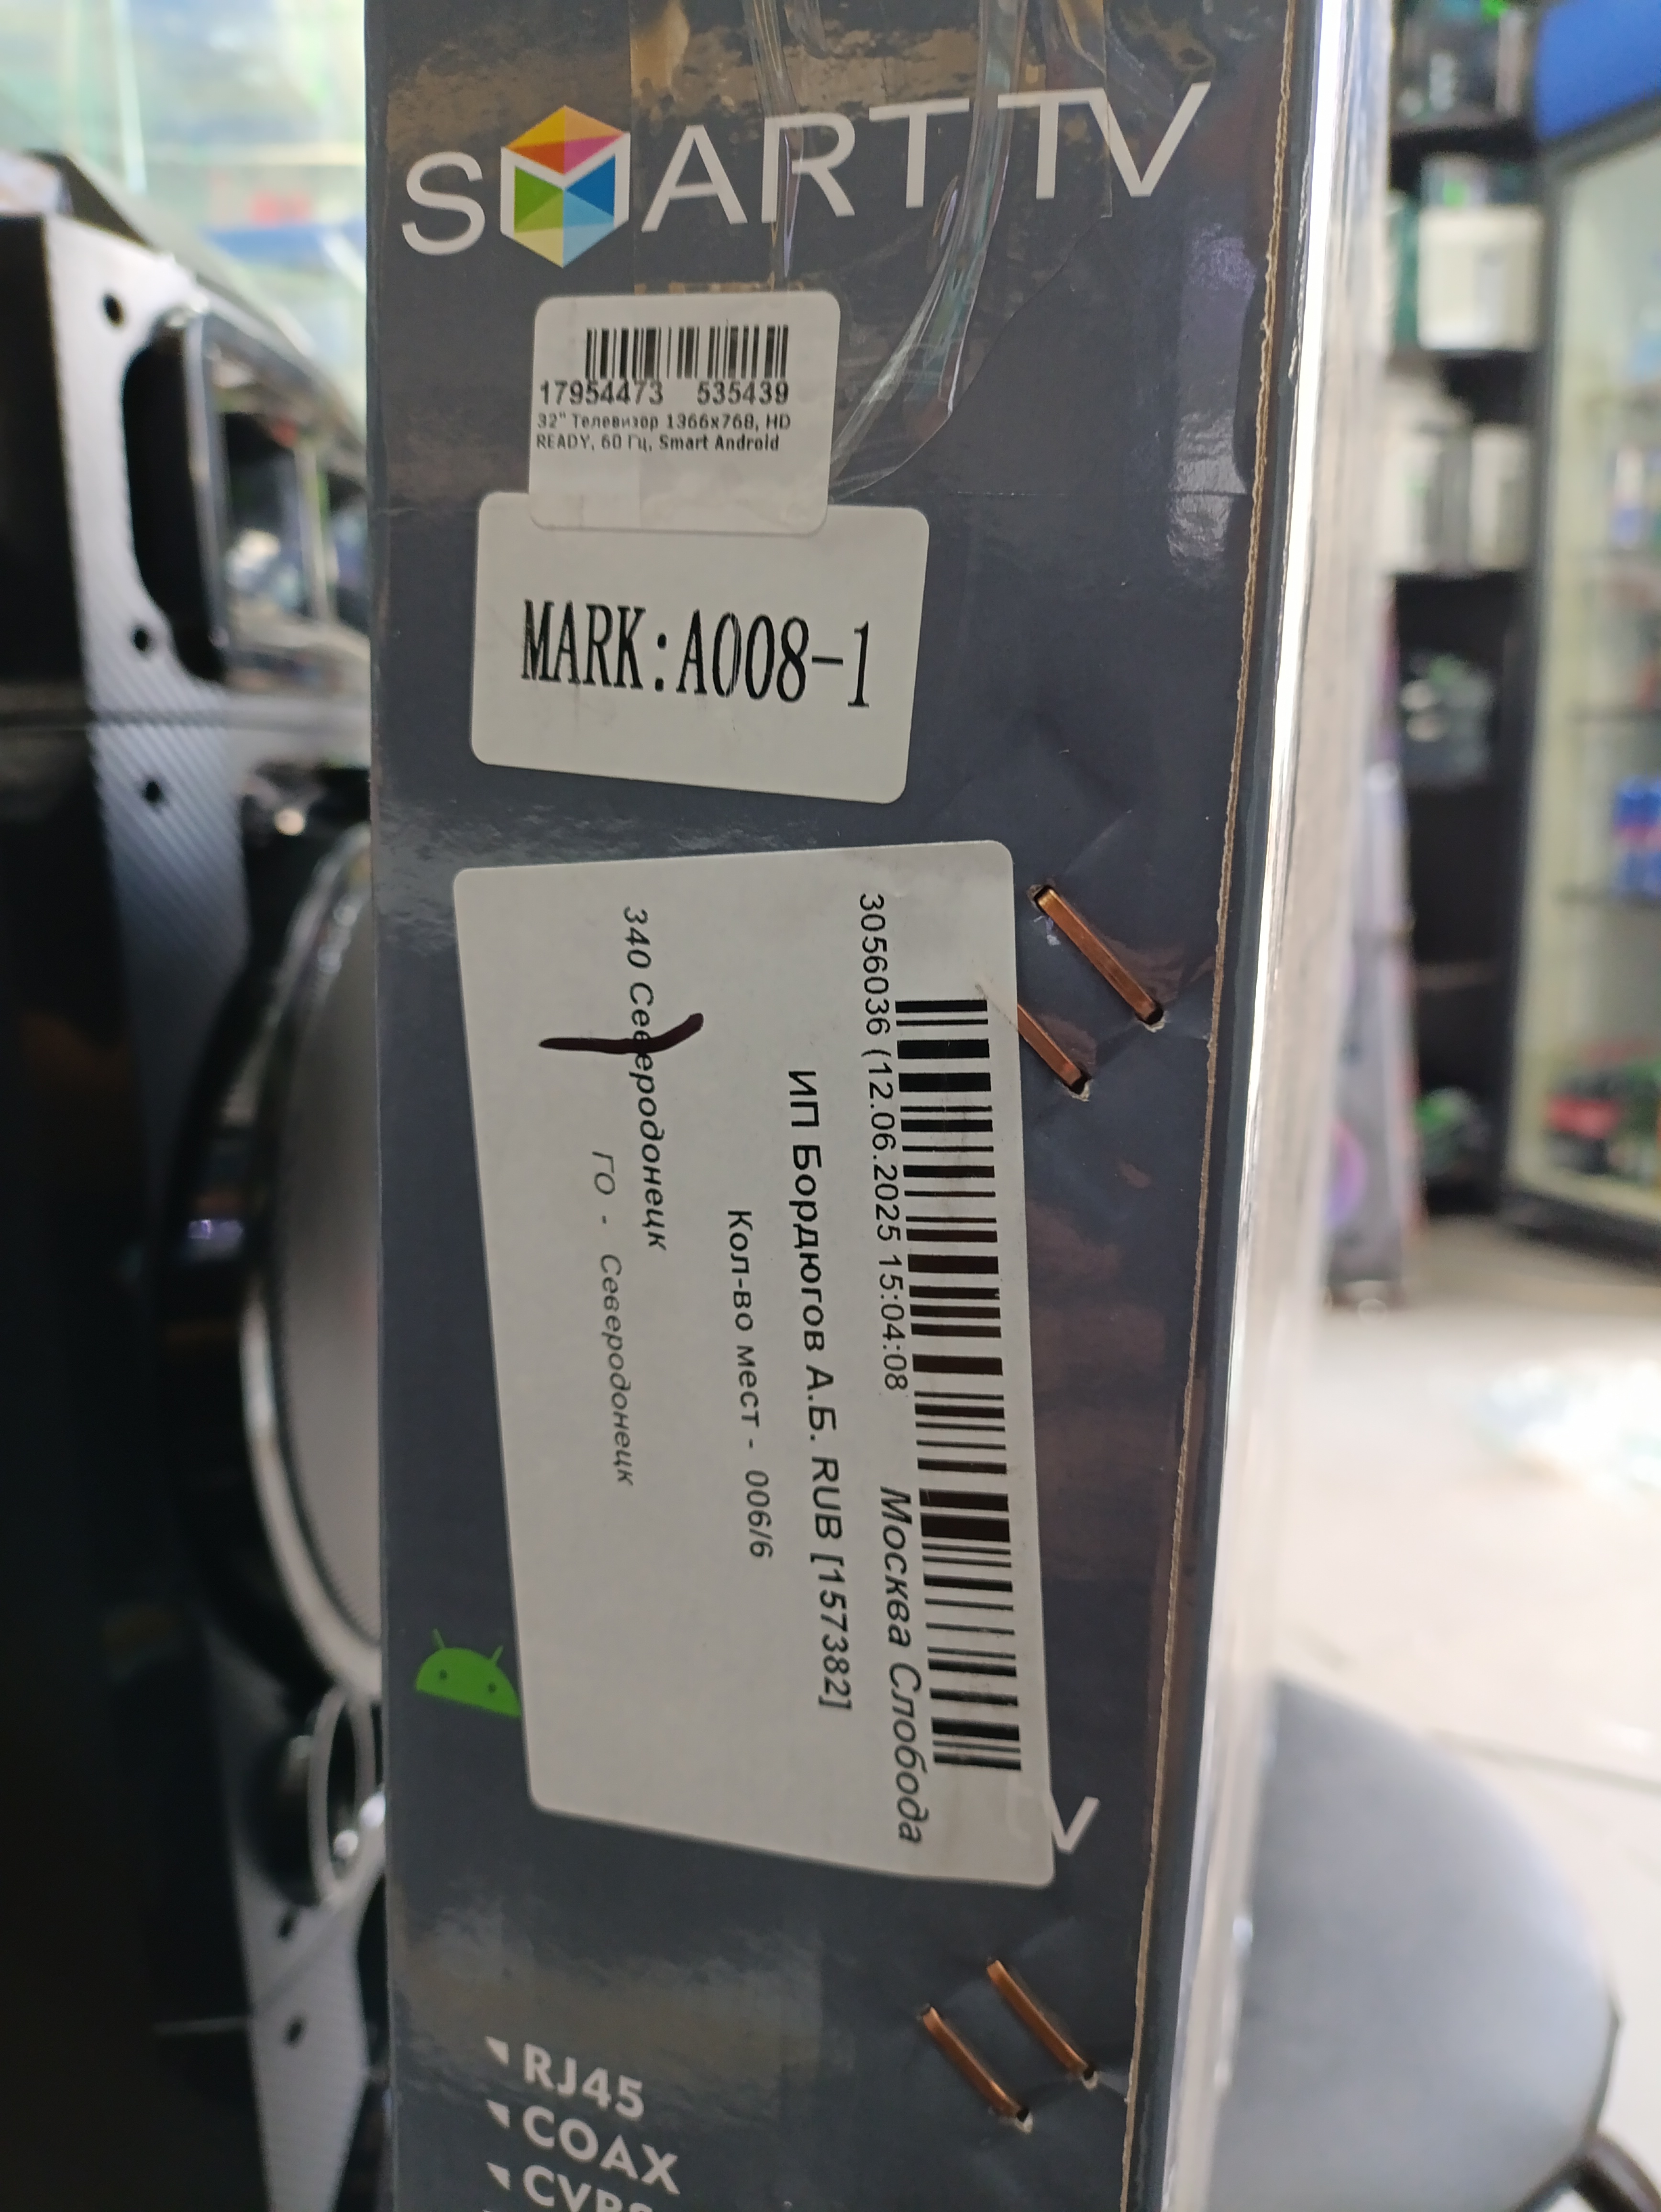 SMART TV
17954473 535439
32" Телевизор 1366x768, HD
READY, 60 Гц, Smart Android
MARK:A008-1
3056036 (12.06.2025 15:04:08 Москва Слобода
ИП Бордюгов А.Б. RUB [157382]
Кол-во мест - 006/6
340 Северодонецк
ГО - Северодонецк
RJ45
COAX